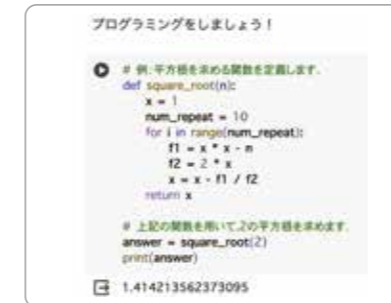 プログラミングをしましょう！
# 例:平方根を求める関数を定義します.
def square_root(n):
x = 1
num_repeat = 10
for i in range(num_repeat):
f1 = x * x - n
f2 = 2 * x
x = x - f1 / f2
return x
# 上記の関数を用いて,2の平方根を求めます.
answer = square_root(2)
print(answer)
1.414213562373095